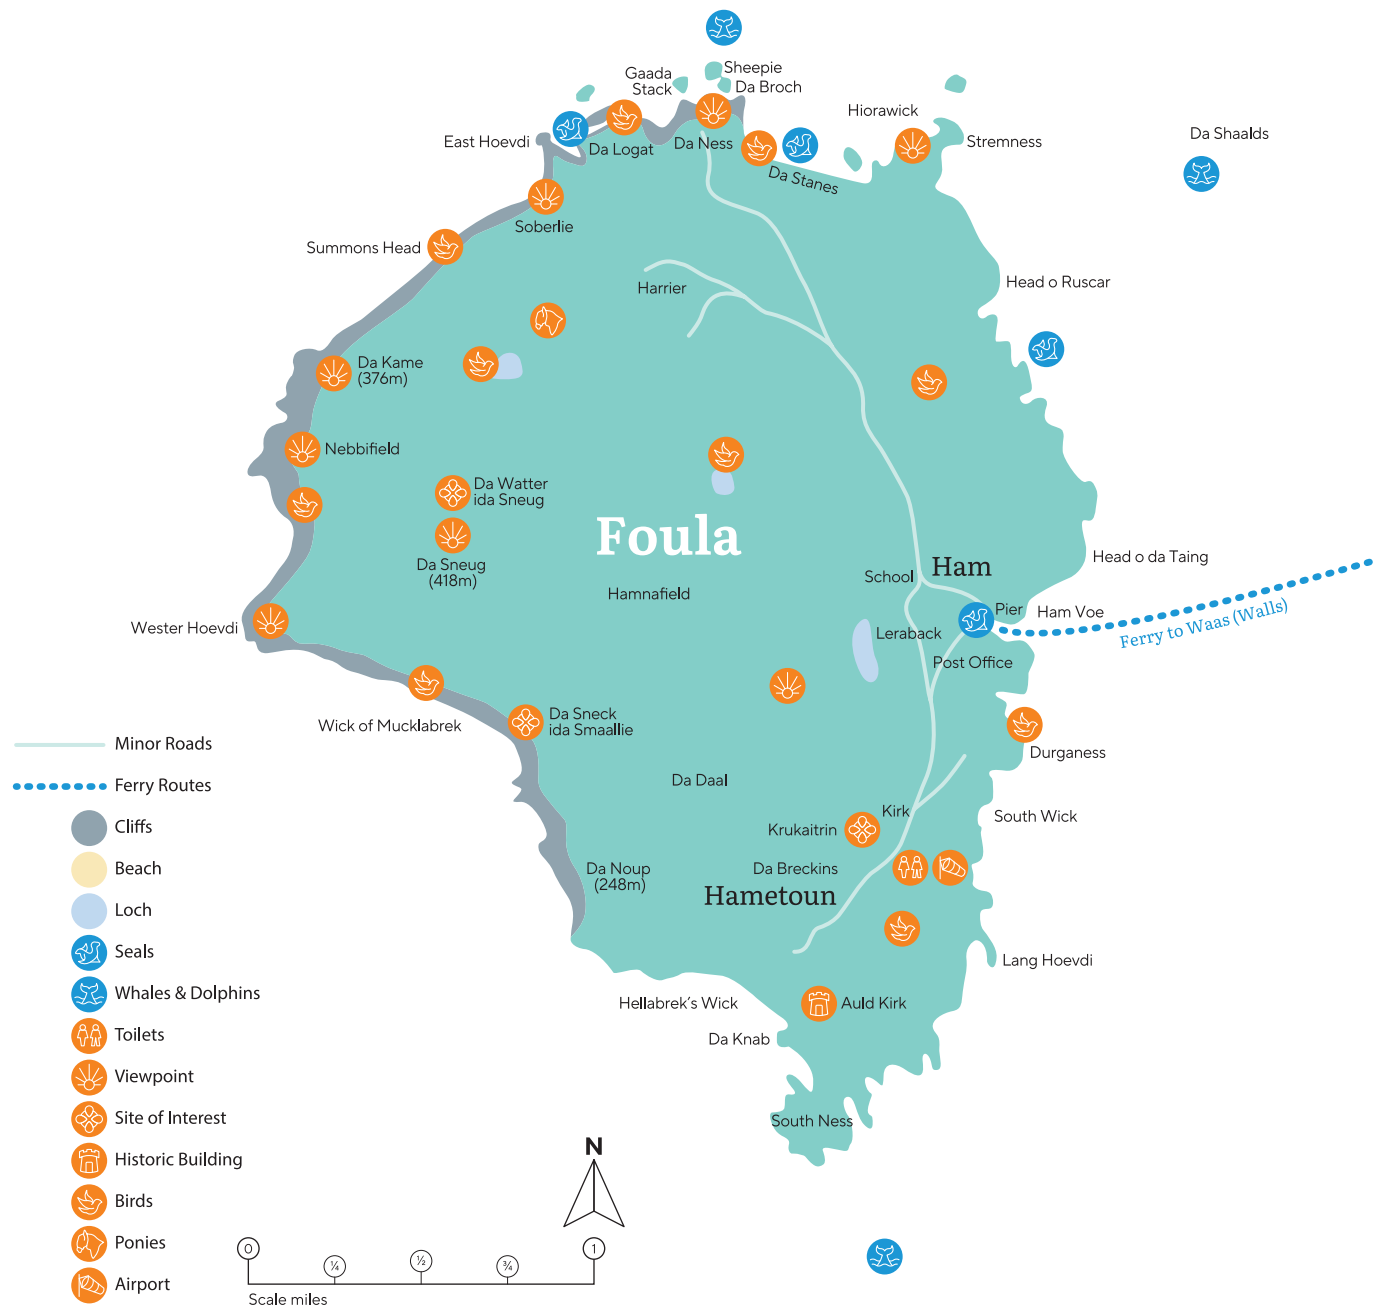 Sheepie
Gaada
Stack
Da Broch
Hiorawick
Da Shaalds
East Hoevdi
Da Logat
Da Ness
Stremness
Da Stanes
Soberlie
Summons Head
Harrier
Head o Ruscar
Da Kame
(376m)
Nebbifield
Da Watter
ida Sneug
Foula
Da Sneug
(418m)
Hamnafield
School
Ham
Head o da Taing
Pier
Ham Voe
Ferry to Waas (Walls)
Wester Hoevdi
Leraback
Post Office
Wick of Mucklabrek
Da Sneck
ida Smaallie
Durganess
Da Daal
South Wick
Kirk
Krukaitrin
Da Noup
(248m)
Da Breckins
Hametoun
Lang Hoevdi
Hellabrek's Wick
Auld Kirk
Da Knab
South Ness
Minor Roads
Ferry Routes
Cliffs
Beach
Loch
Seals
Whales & Dolphins
Toilets
Viewpoint
Site of Interest
Historic Building
Birds
Ponies
Airport
N
0
¼
½
¾
1
Scale miles